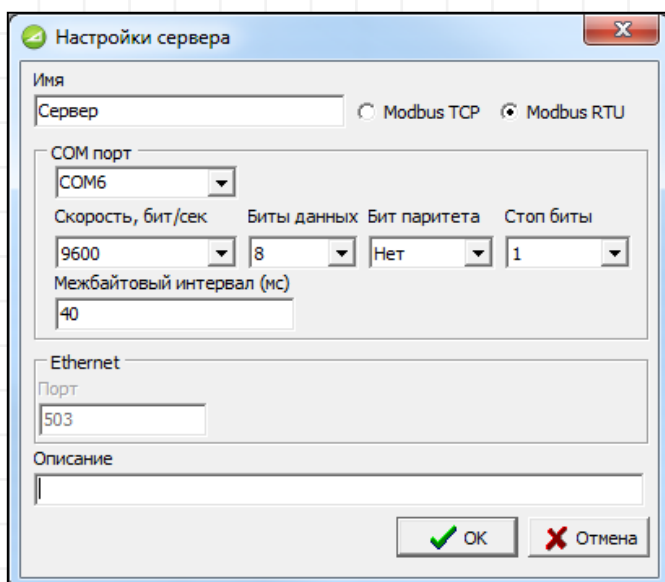 Настройки сервера
Имя
Сервер Modbus TCP Modbus RTU
COM порт
COM6
Скорость, бит/сек Биты данных Бит паритета Стоп биты
9600 8 Нет 1
Межбайтовый интервал (мс)
40
Ethernet
Порт
503
Описание
OK Отмена